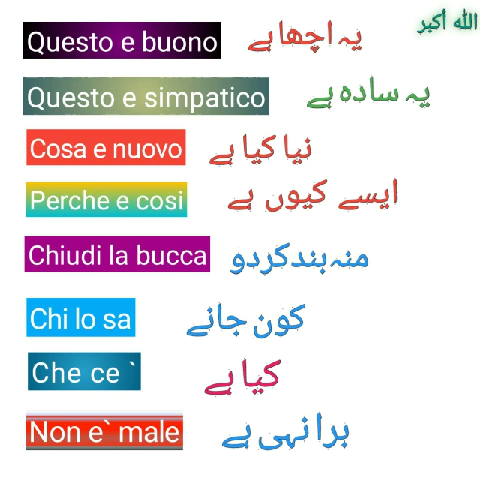 الله أكبر
Questo e buono یہ اچھا ہے
Questo e simpatico یہ سادہ ہے
Cosa e nuovo نیا کیا ہے
Perche e cosi ایسے کیوں ہے
Chiudi la bucca منہ بند کردو
Chi lo sa کون جانے
Che ce ` کیا ہے
Non e` male برا نہی ہے